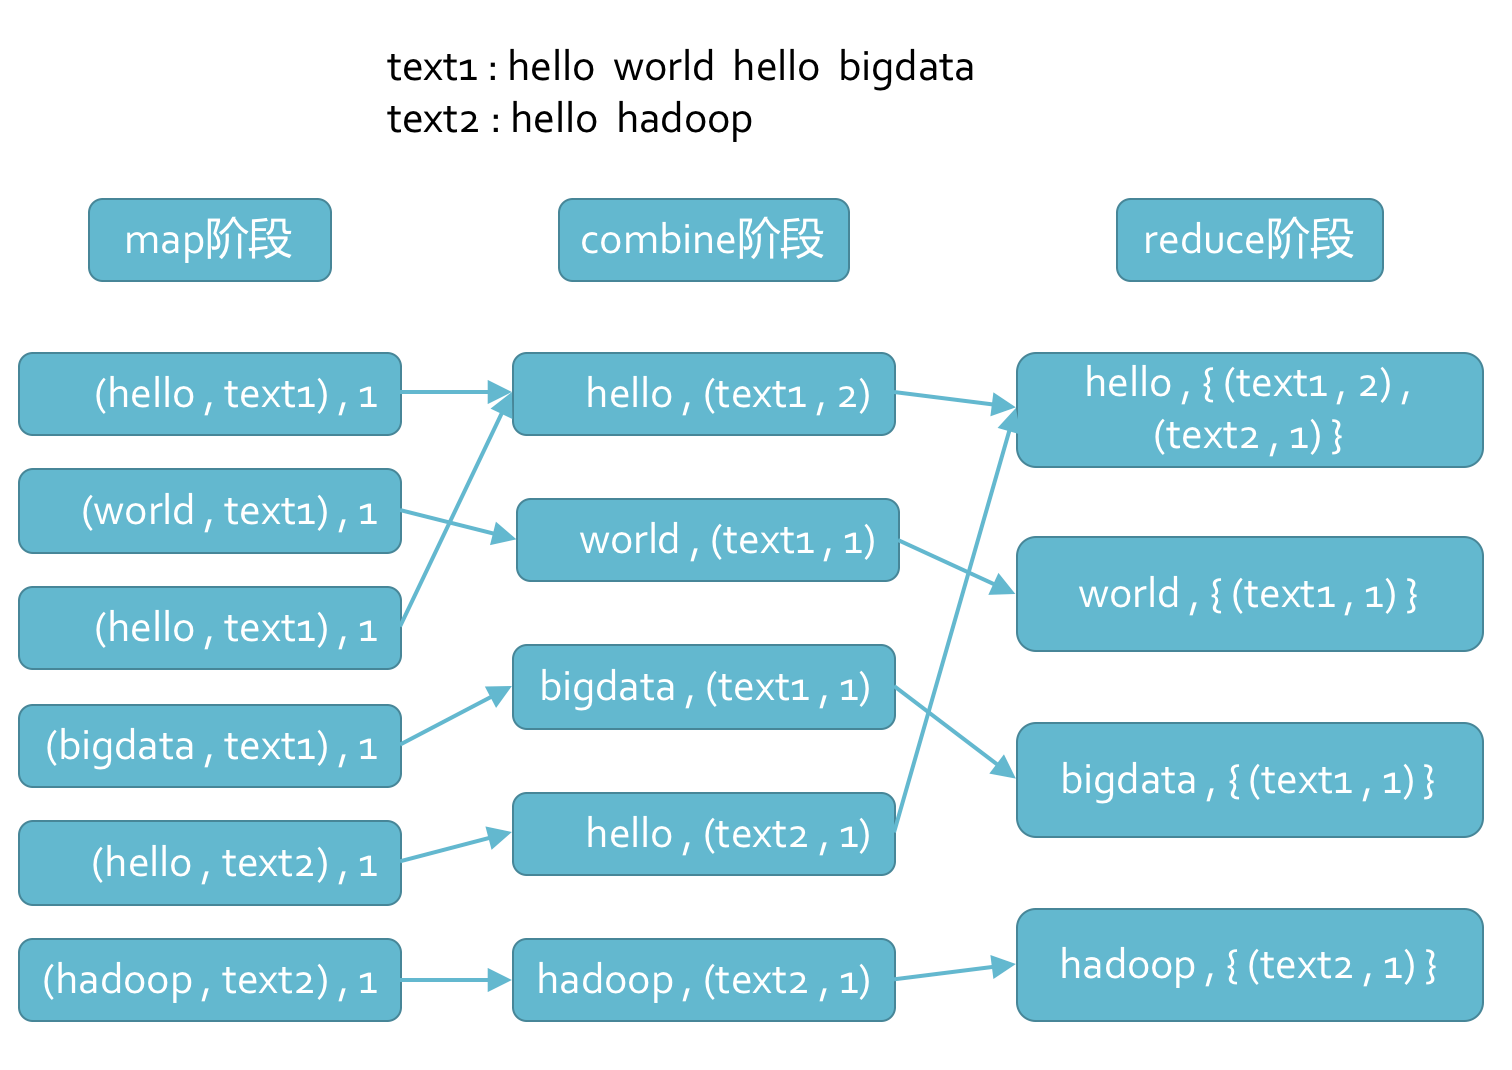 text1 : hello world hello bigdata
text2 : hello hadoop
map阶段
combine阶段
reduce阶段
(hello , text1) , 1
(world , text1) , 1
(hello , text1) , 1
(bigdata , text1) , 1
(hello , text2) , 1
(hadoop , text2) , 1
hello , (text1 , 2)
world , (text1 , 1)
bigdata , (text1 , 1)
hello , (text2 , 1)
hadoop , (text2 , 1)
hello , { (text1 , 2) ,
(text2 , 1) }
world , { (text1 , 1) }
bigdata , { (text1 , 1) }
hadoop , { (text2 , 1) }